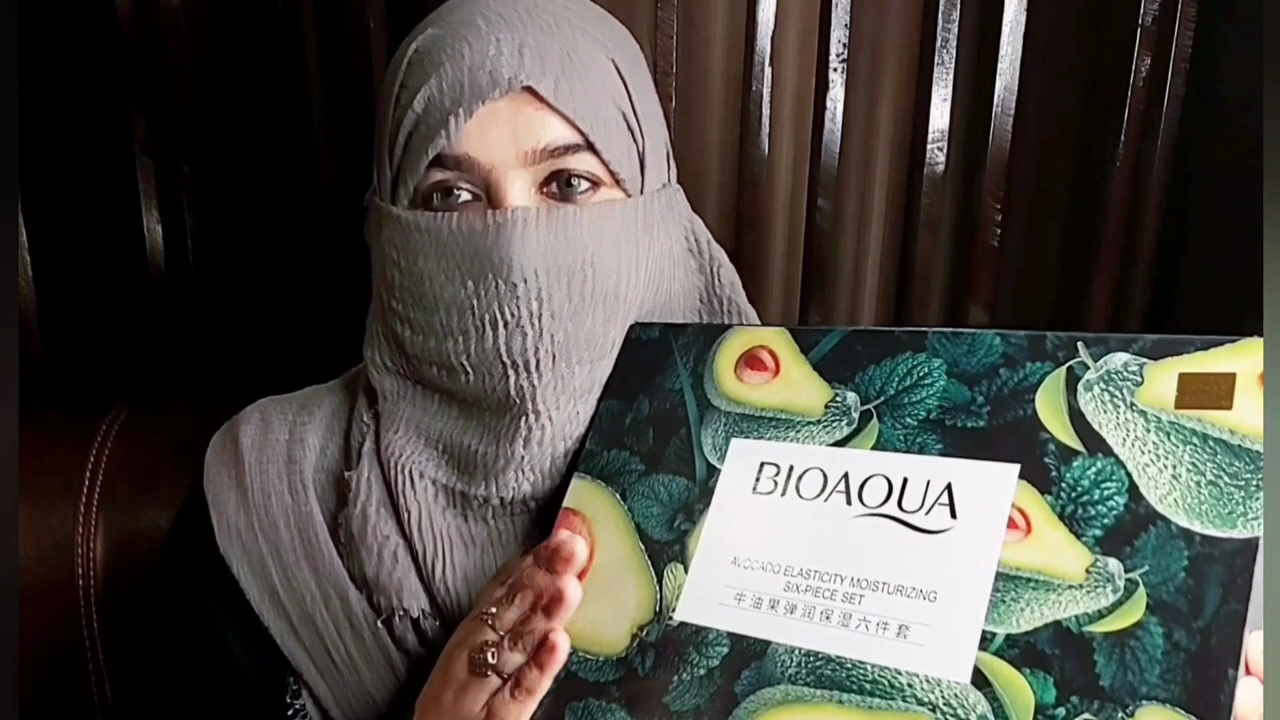 BIOAQUA
AVOCADO ELASTICITY MOISTURIZING
SIX-PIECE SET
牛油果弹润保湿六件套